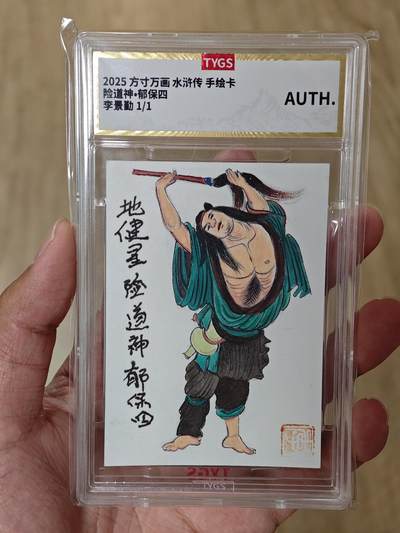 TYGS
2025 方寸万画 水浒传 手绘卡
险道神•郁保四
李景勤 1/1
AUTH.
地健星险道神郁保四
TYGS